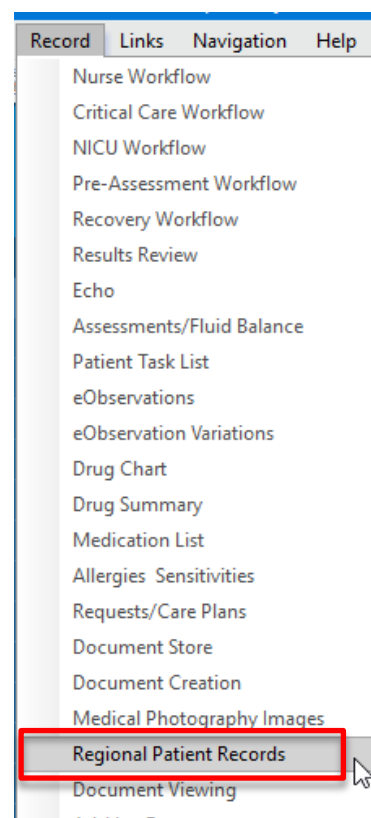 Record Links Navigation Help
Nurse Workflow
Critical Care Workflow
NICU Workflow
Pre-Assessment Workflow
Recovery Workflow
Results Review
Echo
Assessments/Fluid Balance
Patient Task List
eObservations
eObservation Variations
Drug Chart
Drug Summary
Medication List
Allergies Sensitivities
Requests/Care Plans
Document Store
Document Creation
Medical Photography Images
Regional Patient Records
Document Viewing